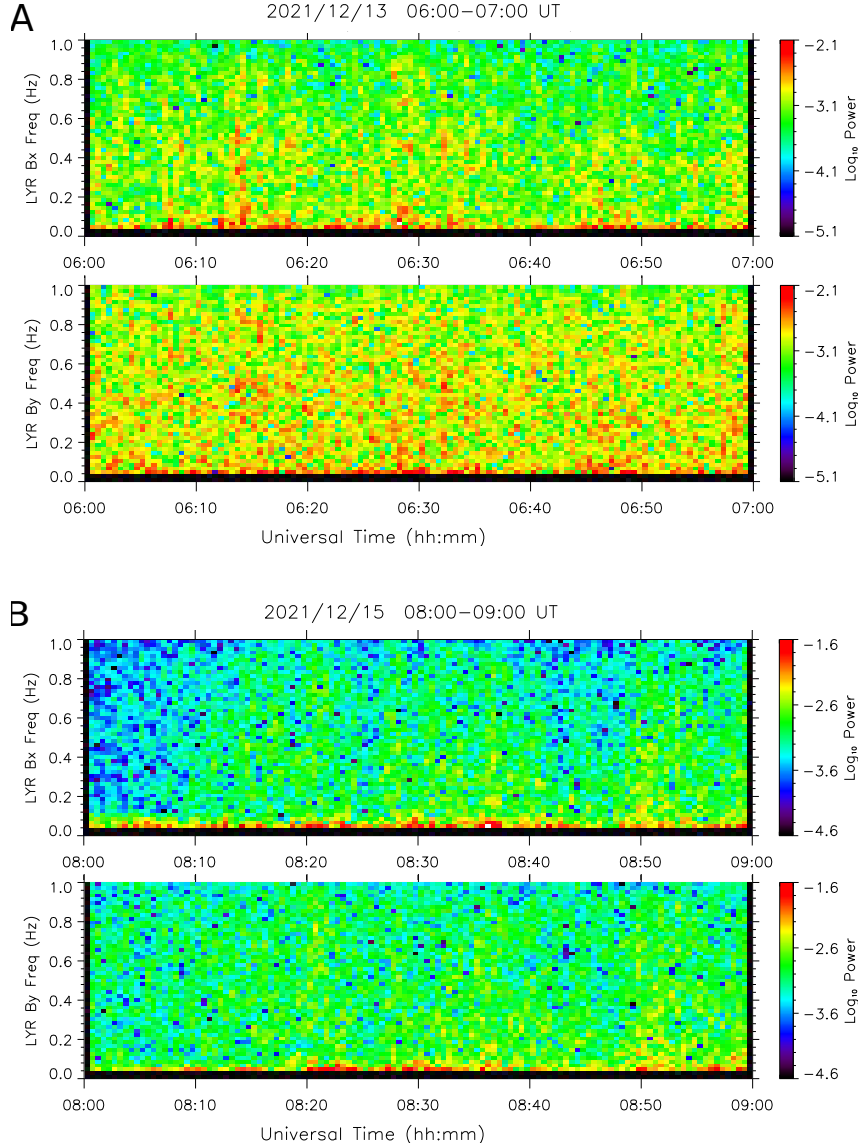 A
2021/12/13 06:00-07:00 UT
LYR Bx Freq (Hz)
1.0
0.8
0.6
0.4
0.2
0.0
06:00 06:10 06:20 06:30 06:40 06:50 07:00
-2.1
-3.1
-4.1
-5.1
Log₁₀ Power
LYR By Freq (Hz)
1.0
0.8
0.6
0.4
0.2
0.0
06:00 06:10 06:20 06:30 06:40 06:50 07:00
-2.1
-3.1
-4.1
-5.1
Log₁₀ Power
Universal Time (hh:mm)
B
2021/12/15 08:00-09:00 UT
LYR Bx Freq (Hz)
1.0
0.8
0.6
0.4
0.2
0.0
08:00 08:10 08:20 08:30 08:40 08:50 09:00
-1.6
-2.6
-3.6
-4.6
Log₁₀ Power
LYR By Freq (Hz)
1.0
0.8
0.6
0.4
0.2
0.0
08:00 08:10 08:20 08:30 08:40 08:50 09:00
-1.6
-2.6
-3.6
-4.6
Log₁₀ Power
Universal Time (hh:mm)